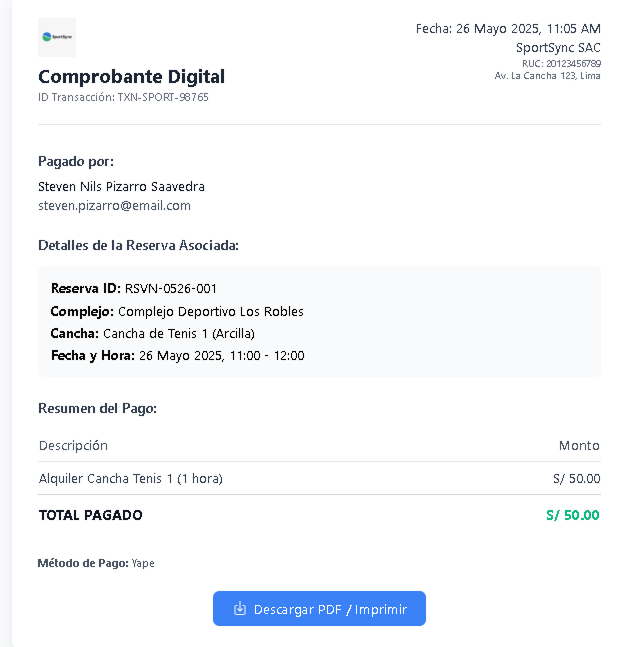 SportSync
Fecha: 26 Mayo 2025, 11:05 AM
SportSync SAC
RUC: 20123456789
Av. La Cancha 123, Lima
Comprobante Digital
ID Transacción: TXN-SPORT-98765
Pagado por:
Steven Nils Pizarro Saavedra
steven.pizarro@email.com
Detalles de la Reserva Asociada:
Reserva ID: RSVN-0526-001
Complejo: Complejo Deportivo Los Robles
Cancha: Cancha de Tenis 1 (Arcilla)
Fecha y Hora: 26 Mayo 2025, 11:00 - 12:00
Resumen del Pago:
Descripción Monto
Alquiler Cancha Tenis 1 (1 hora) S/ 50.00
TOTAL PAGADO S/ 50.00
Método de Pago: Yape
Descargar PDF / Imprimir